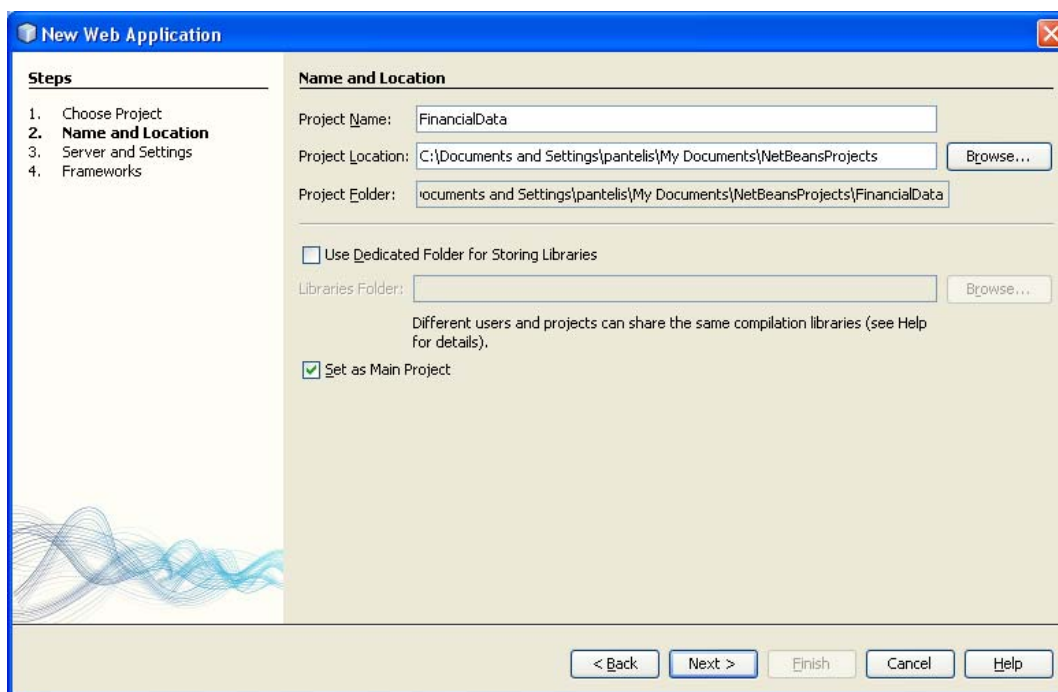 New Web Application
Steps
1. Choose Project
2. Name and Location
3. Server and Settings
4. Frameworks
Name and Location
Project Name: FinancialData
Project Location: C:\Documents and Settings\pantelis\My Documents\NetBeansProjects Browse...
Project Folder: ocuments and Settings\pantelis\My Documents\NetBeansProjects\FinancialData
Use Dedicated Folder for Storing Libraries
Libraries Folder: Browse...
Different users and projects can share the same compilation libraries (see Help
for details).
Set as Main Project
< Back Next > Finish Cancel Help